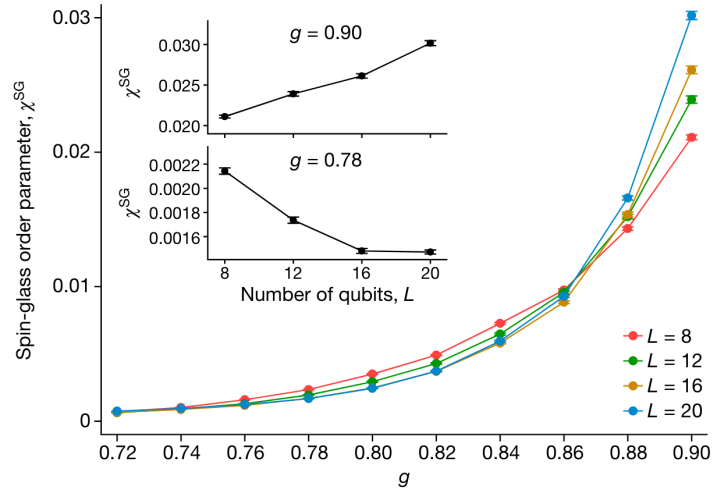 Spin-glass order parameter, χ^SG
0.03
0.02
0.01
0
0.72 0.74 0.76 0.78 0.80 0.82 0.84 0.86 0.88 0.90
g
g = 0.90
χ^SG
0.030
0.025
0.020
g = 0.78
χ^SG
0.0022
0.0020
0.0018
0.0016
8 12 16 20
Number of qubits, L
L = 8
L = 12
L = 16
L = 20